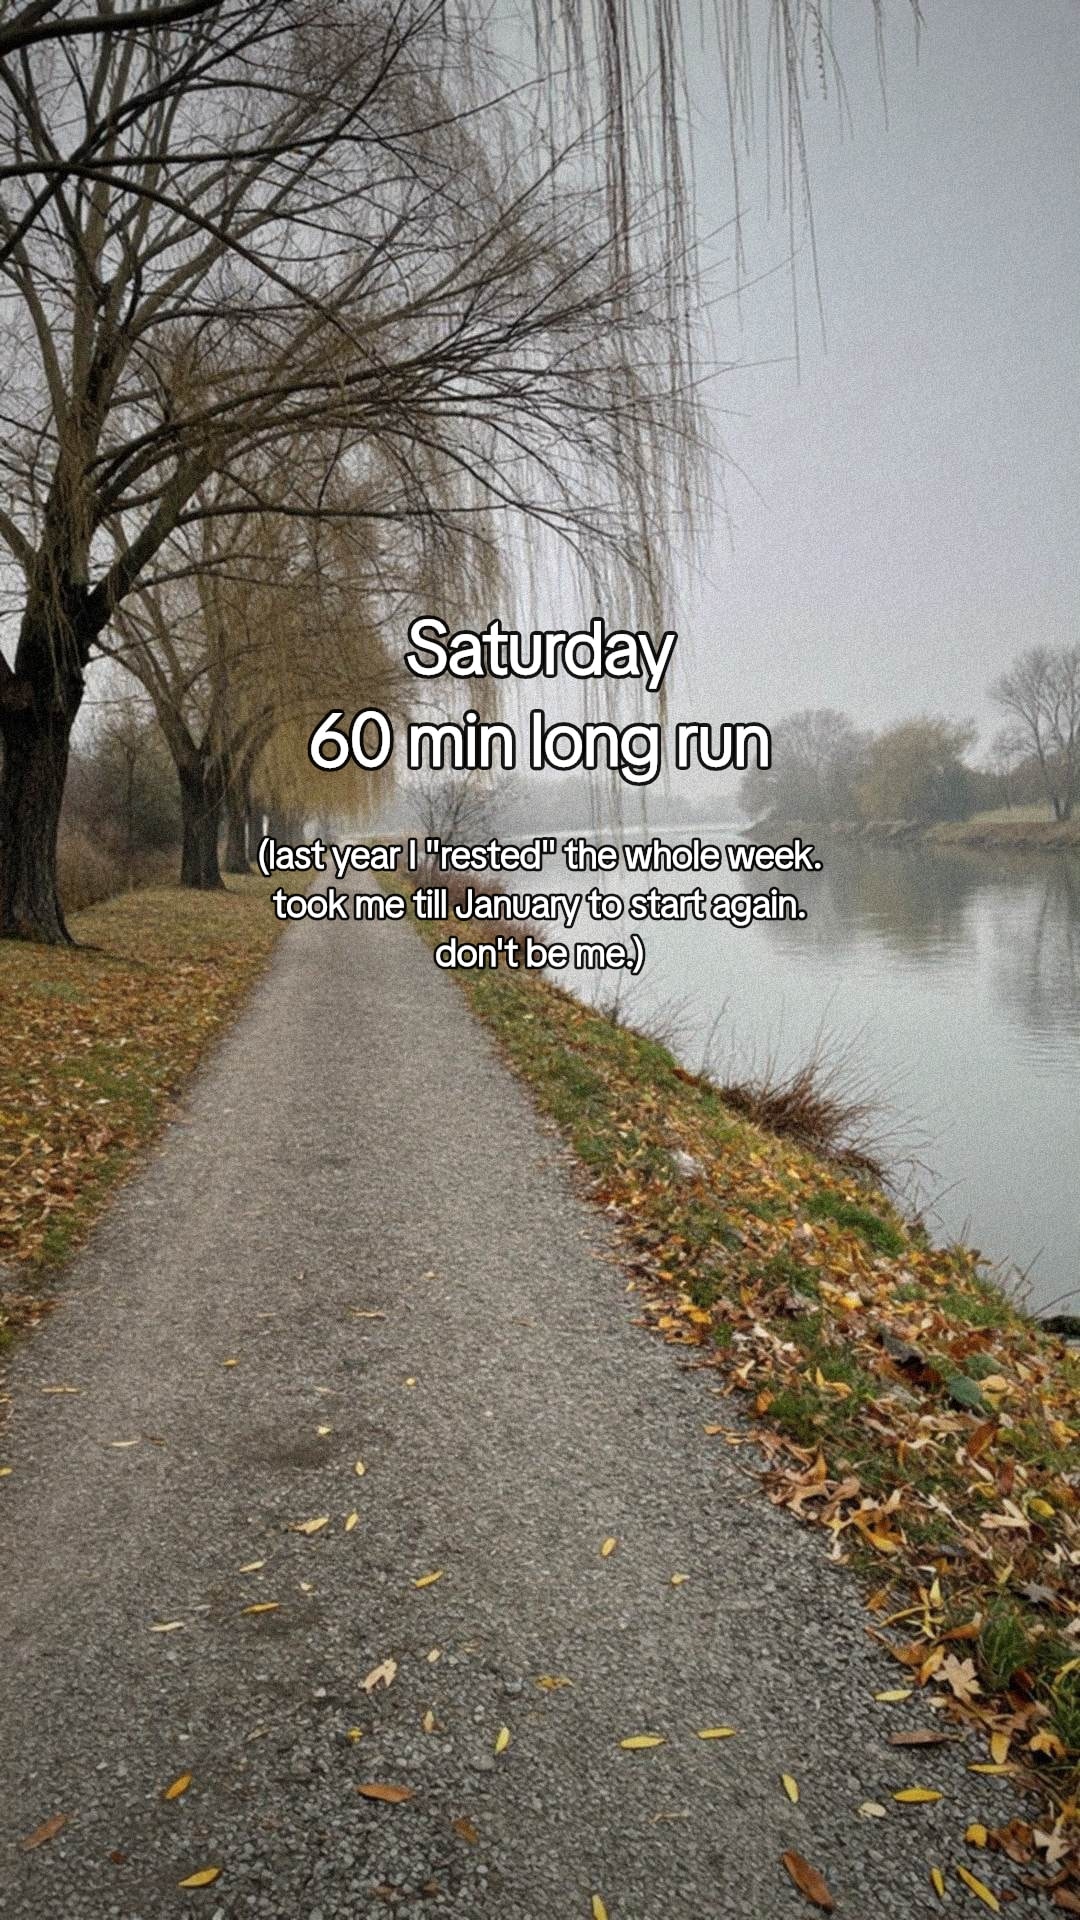 Saturday
60 min long run
(last year I "rested" the whole week.
took me till January to start again.
don't be me.)